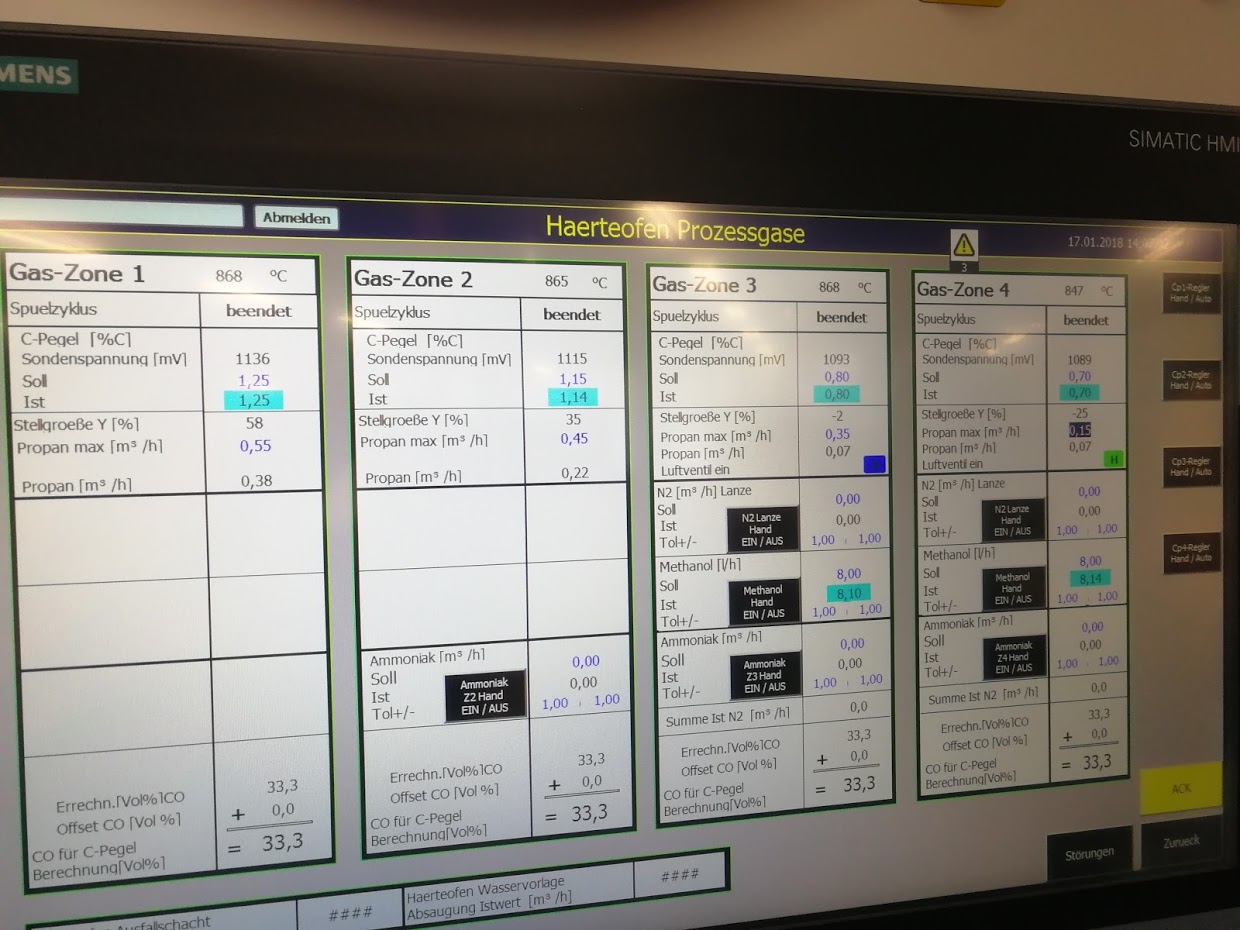 MENS
SIMATIC HMI
Abmelden
Haerteofen Prozessgase
3
17.01.2018
Gas-Zone 1 868 ºC
Spuelzyklus beendet
C-Pegel [%C]
Sondenspannung [mV] 1136
Soll 1,25
Ist 1,25
Stellgroeße Y [%] 58
Propan max [m³ /h] 0,55
Propan [m³ /h] 0,38
Errechn.[Vol%]CO 33,3
Offset CO [Vol %] + 0,0
CO für C-Pegel
Berechnung[Vol%] = 33,3
Gas-Zone 2 865 ºC
Spuelzyklus beendet
C-Pegel [%C]
Sondenspannung [mV] 1115
Soll 1,15
Ist 1,14
Stellgroeße Y [%] 35
Propan max [m³ /h] 0,45
Propan [m³ /h] 0,22
Ammoniak [m³ /h]
Soll 0,00
Ist 0,00
Tol+/- 1,00 1,00
Ammoniak
Z2 Hand
EIN / AUS
Errechn.[Vol%]CO 33,3
Offset CO [Vol %] + 0,0
CO für C-Pegel
Berechnung[Vol%] = 33,3
Gas-Zone 3 868 ºC
Spuelzyklus beendet
C-Pegel [%C]
Sondenspannung [mV] 1093
Soll 0,80
Ist 0,80
Stellgroeße Y [%] -2
Propan max [m³ /h] 0,35
Propan [m³ /h] 0,07
Luftventil ein
N2 [m³ /h] Lanze
Soll 0,00
Ist 0,00
Tol+/- 1,00 1,00
N2 Lanze
Hand
EIN / AUS
Methanol [l/h]
Soll 8,00
Ist 8,10
Tol+/- 1,00 1,00
Methanol
Hand
EIN / AUS
Ammoniak [m³ /h]
Soll 0,00
Ist 0,00
Tol+/- 1,00 1,00
Ammoniak
Z3 Hand
EIN / AUS
Summe Ist N2 [m³ /h] 0,0
Errechn.[Vol%]CO 33,3
Offset CO [Vol %] + 0,0
CO für C-Pegel
Berechnung[Vol%] = 33,3
Gas-Zone 4 847 ºC
Spuelzyklus beendet
C-Pegel [%C]
Sondenspannung [mV] 1089
Soll 0,70
Ist 0,70
Stellgroeße Y [%] -25
Propan max [m³ /h] 0,15
Propan [m³ /h] 0,07
Luftventil ein H
N2 [m³ /h] Lanze
Soll 0,00
Ist 0,00
Tol+/- 1,00 1,00
N2 Lanze
Hand
EIN / AUS
Methanol [l/h]
Soll 8,00
Ist 8,14
Tol+/- 1,00 1,00
Methanol
Hand
EIN / AUS
Ammoniak [m³ /h]
Soll 0,00
Ist 0,00
Tol+/- 1,00 1,00
Ammoniak
Z4 Hand
EIN / AUS
Summe Ist N2 [m³ /h] 0,0
Errechn.[Vol%]CO 33,3
Offset CO [Vol %] + 0,0
CO für C-Pegel
Berechnung[Vol%] = 33,3
Cp1-Regler
Hand / Auto
Cp2-Regler
Hand / Auto
Cp3-Regler
Hand / Auto
Cp4-Regler
Hand / Auto
ACK
Störungen
Zurueck
Ausfallschacht ####
Haerteofen Wasservorlage
Absaugung Istwert [m³ /h] ####